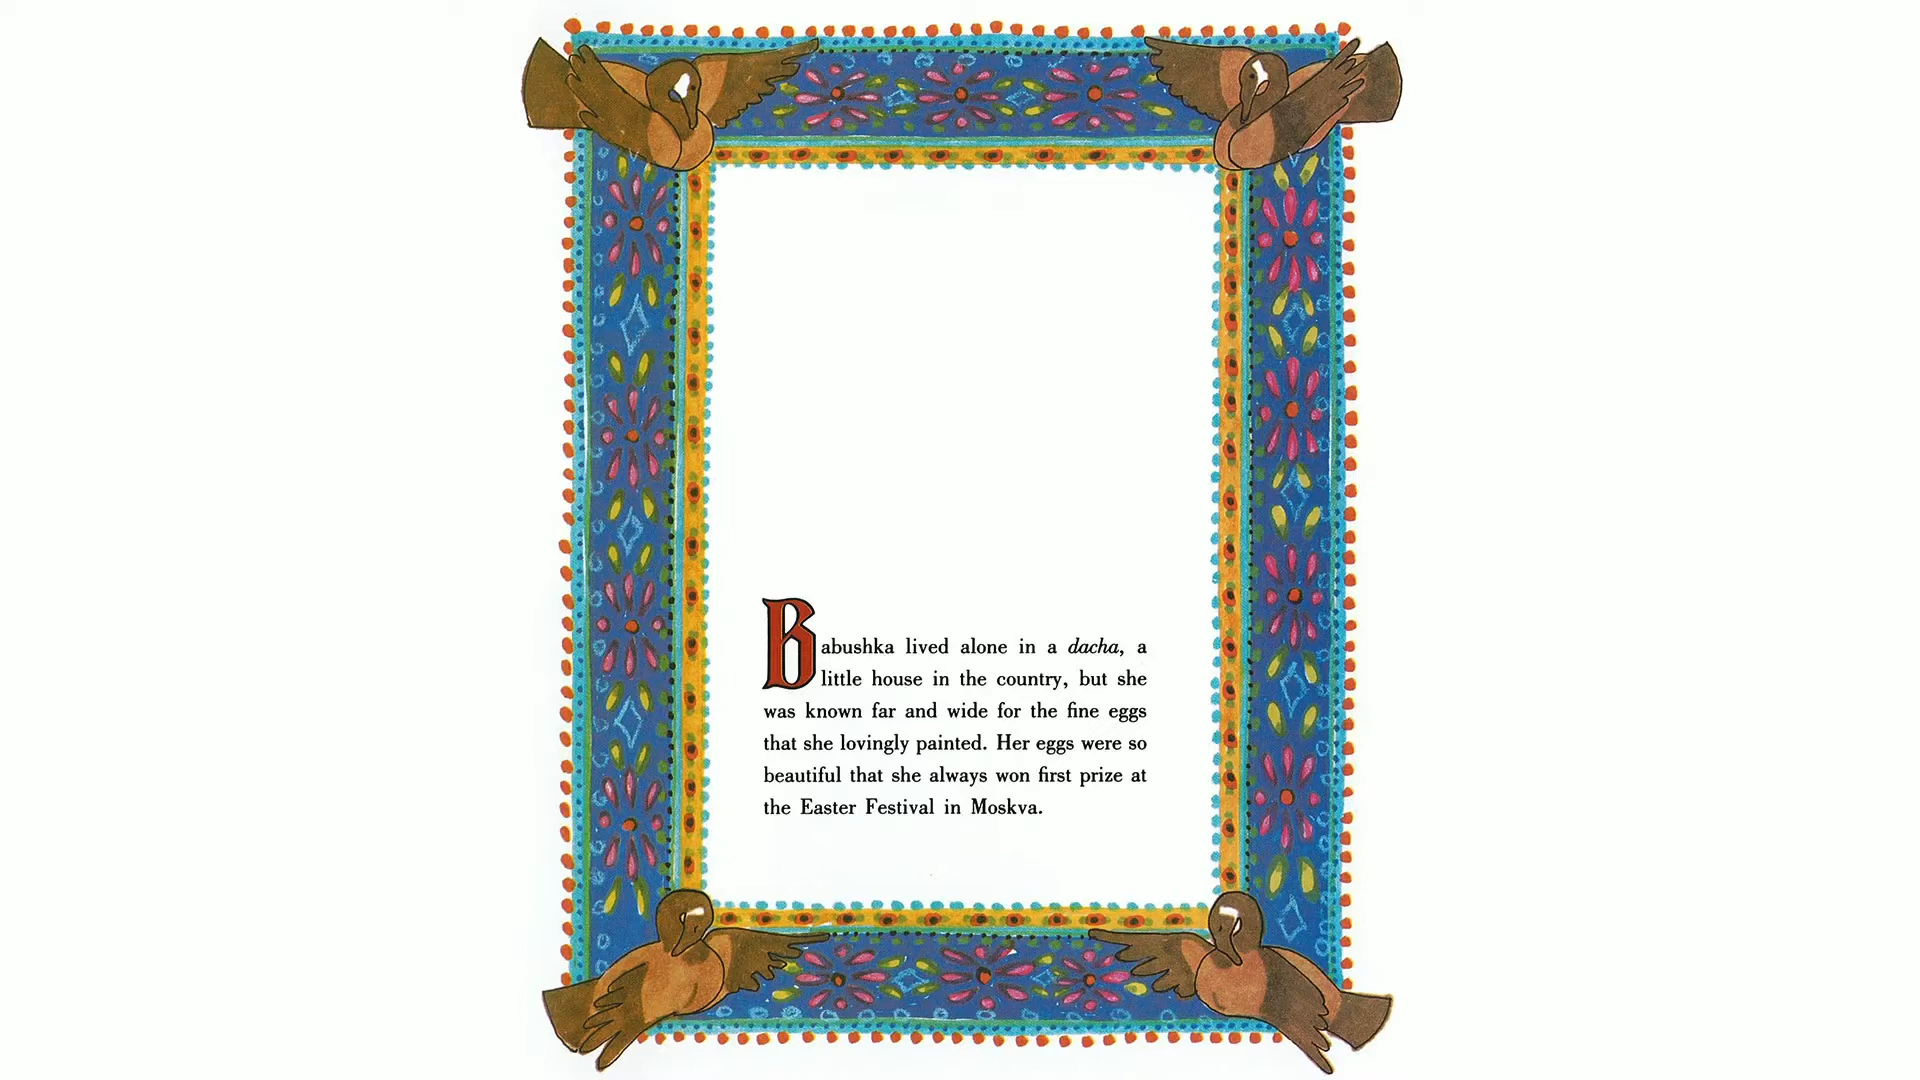 Babushka lived alone in a dacha, a
little house in the country, but she
was known far and wide for the fine eggs
that she lovingly painted. Her eggs were so
beautiful that she always won first prize at
the Easter Festival in Moskva.